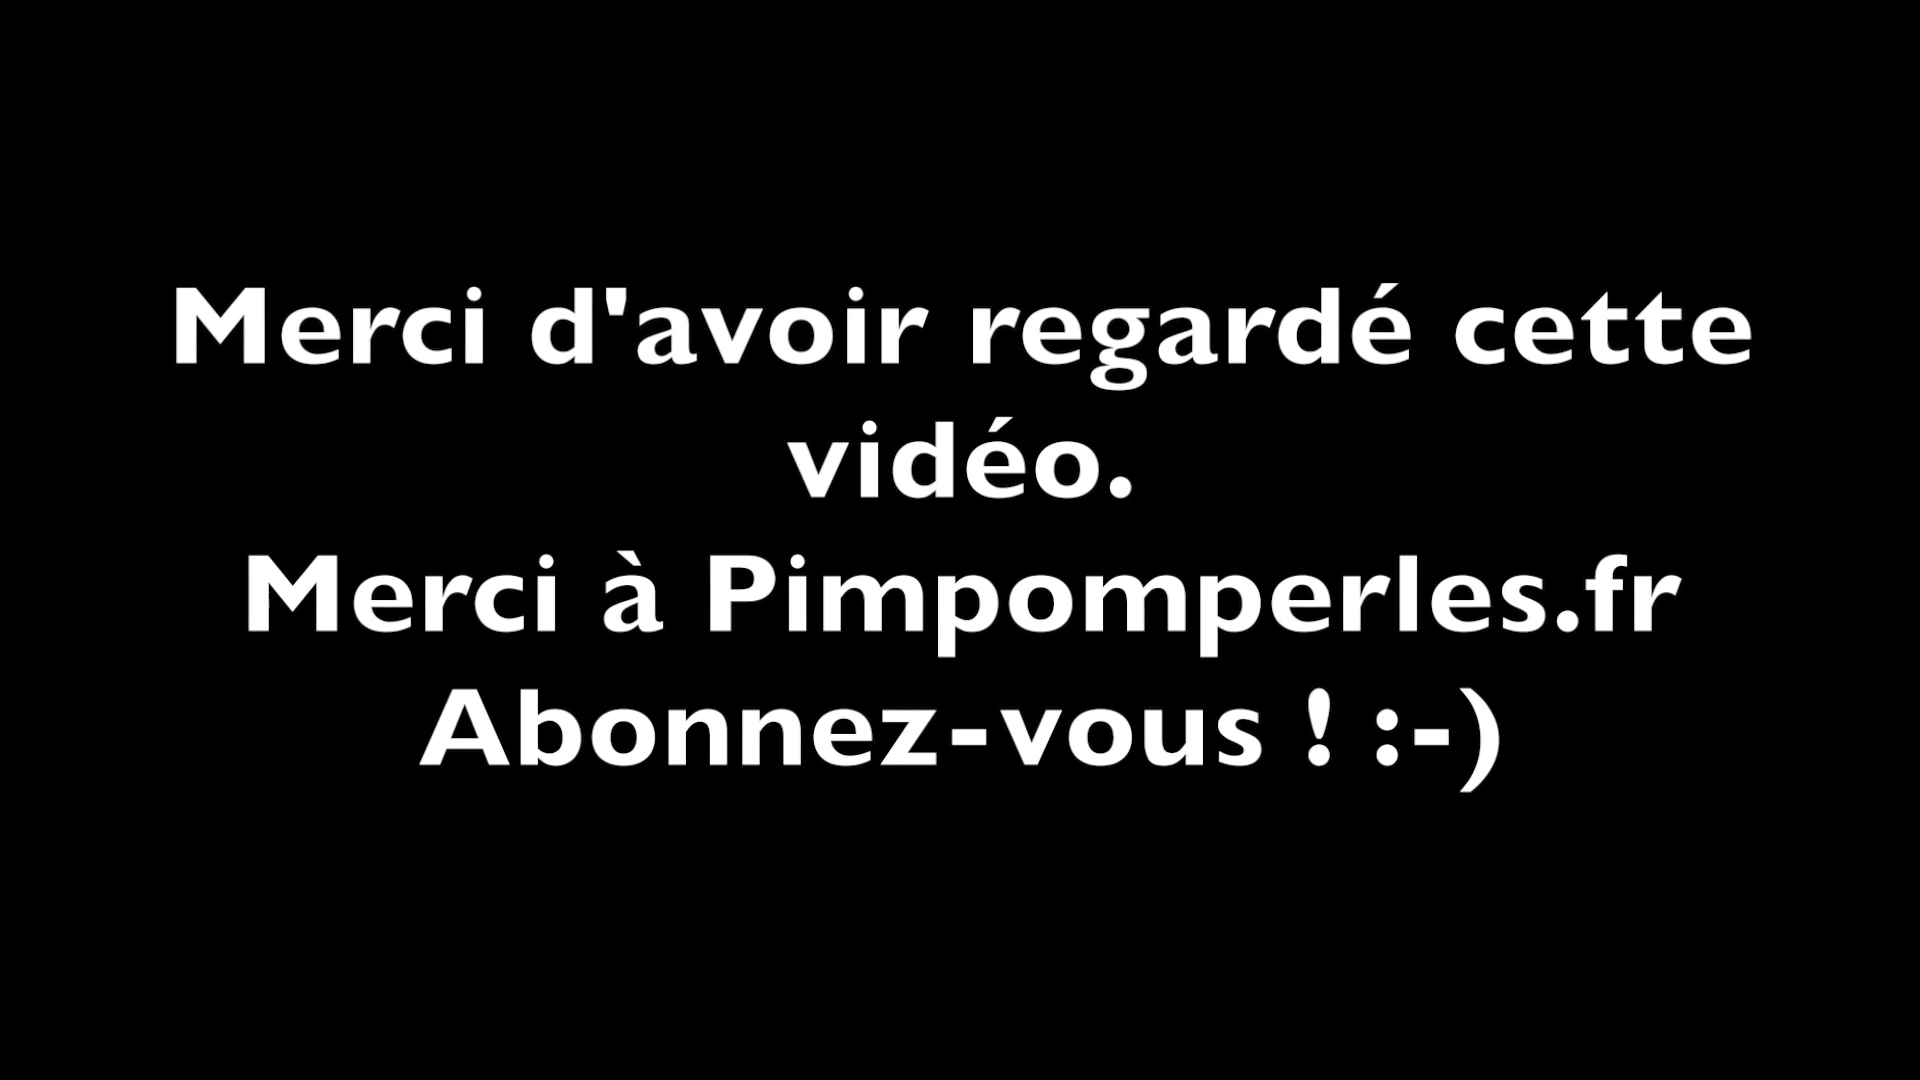 Merci d'avoir regardé cette
vidéo.
Merci à Pimpomperles.fr
Abonnez-vous ! :-)